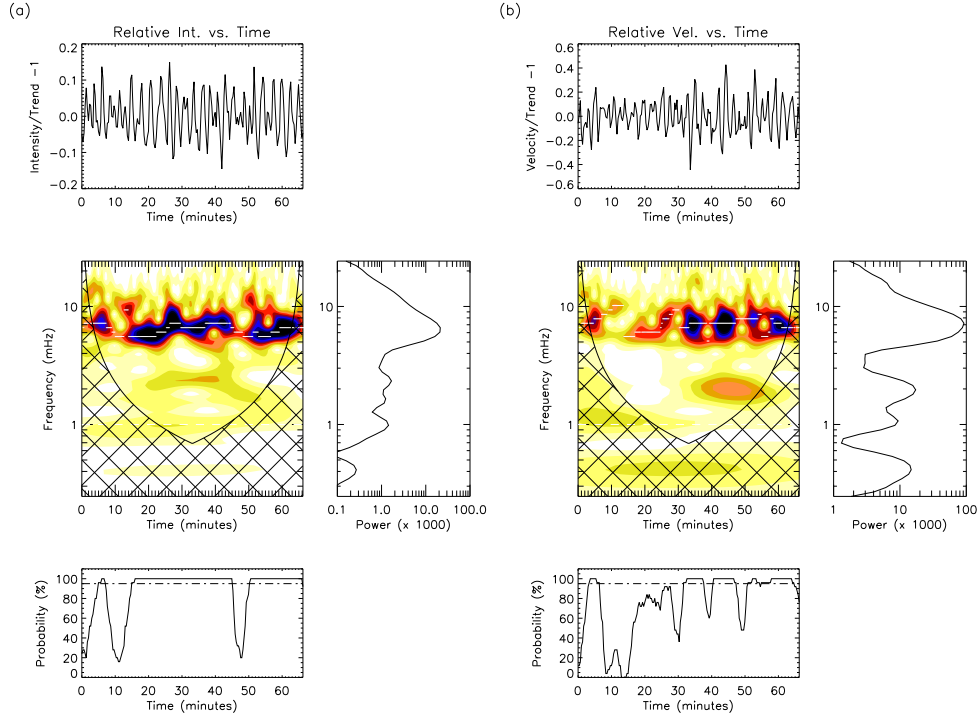 (a)
Relative Int. vs. Time
Intensity/Trend -1
0.2
0.1
0.0
-0.1
-0.2
0 10 20 30 40 50 60
Time (minutes)
Frequency (mHz)
10
1
0 10 20 30 40 50 60
Time (minutes)
0.1 1.0 10.0 100.0
Power (x 1000)
Probability (%)
100
80
60
40
20
0
0 10 20 30 40 50 60
Time (minutes)
(b)
Relative Vel. vs. Time
Velocity/Trend -1
0.6
0.4
0.2
0.0
-0.2
-0.4
-0.6
0 10 20 30 40 50 60
Time (minutes)
Frequency (mHz)
10
1
0 10 20 30 40 50 60
Time (minutes)
1 10 100
Power (x 1000)
Probability (%)
100
80
60
40
20
0
0 10 20 30 40 50 60
Time (minutes)